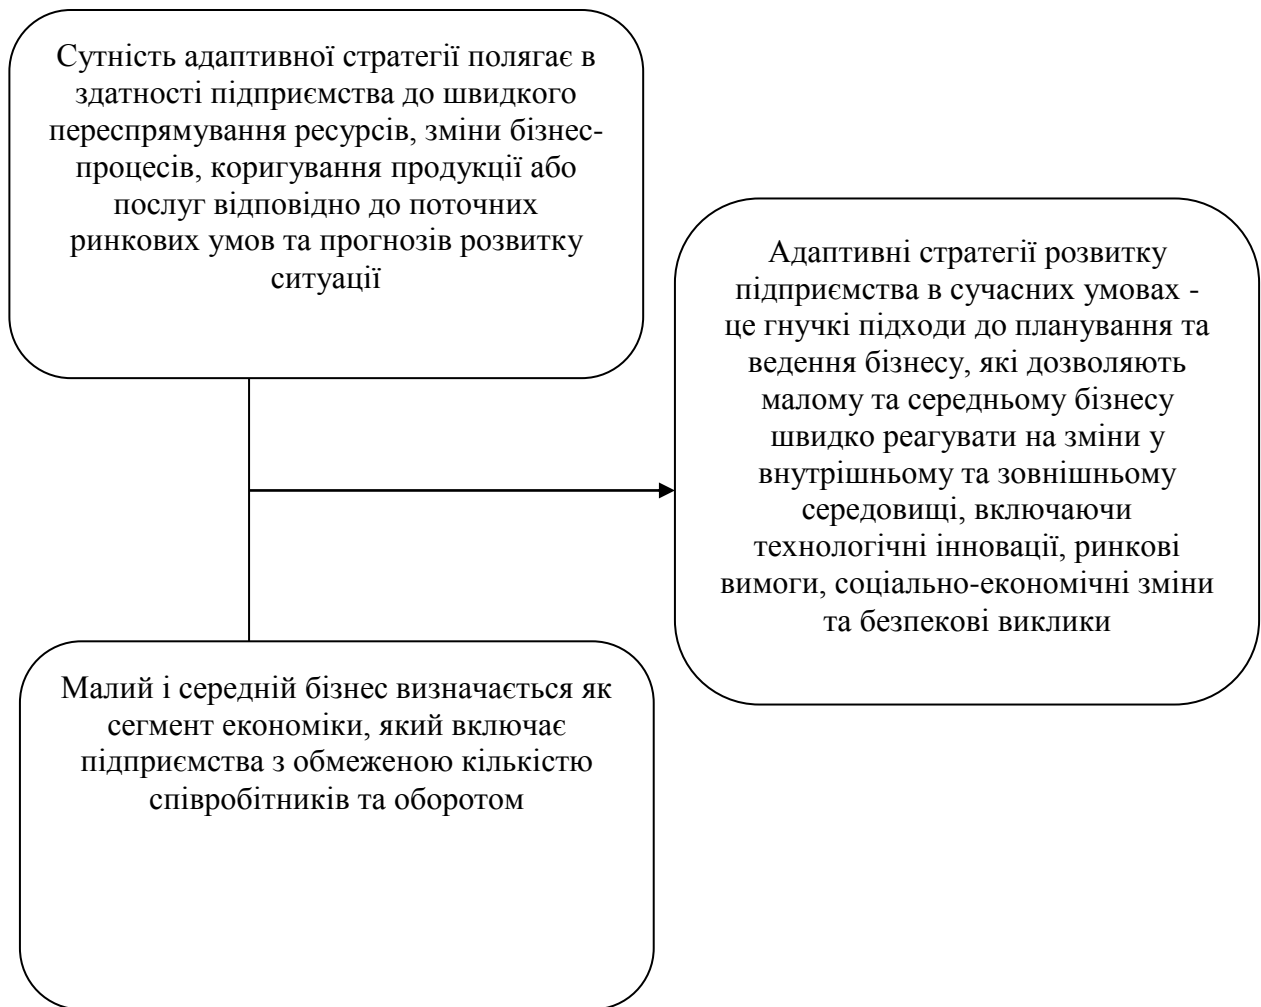 Сутність адаптивної стратегії полягає в
здатності підприємства до швидкого
переспрямування ресурсів, зміни бізнес-
процесів, коригування продукції або
послуг відповідно до поточних
ринкових умов та прогнозів розвитку
ситуації
Адаптивні стратегії розвитку
підприємства в сучасних умовах -
це гнучкі підходи до планування та
ведення бізнесу, які дозволяють
малому та середньому бізнесу
швидко реагувати на зміни у
внутрішньому та зовнішньому
середовищі, включаючи
технологічні інновації, ринкові
вимоги, соціально-економічні зміни
та безпекові виклики
Малий і середній бізнес визначається як
сегмент економіки, який включає
підприємства з обмеженою кількістю
співробітників та оборотом